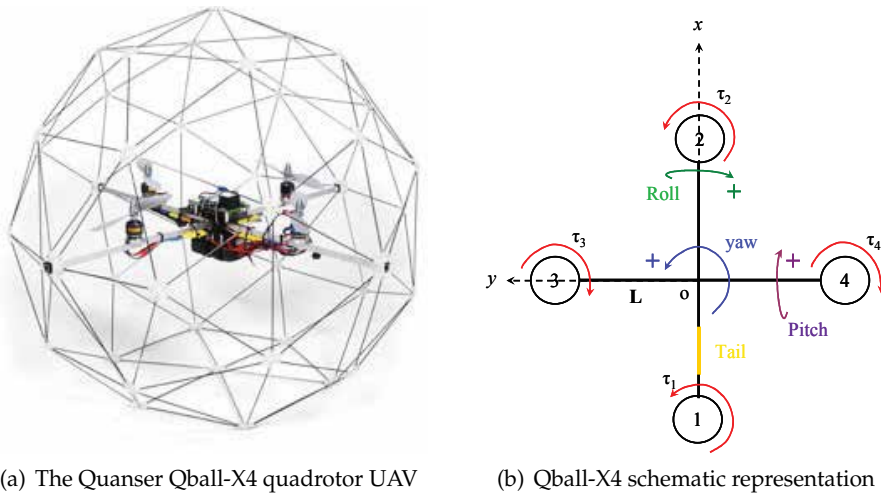 x
τ2
2
Roll
+
τ3
+
yaw
+
τ4
y
3
L
o
4
Pitch
Tail
τ1
1
(a) The Quanser Qball-X4 quadrotor UAV
(b) Qball-X4 schematic representation